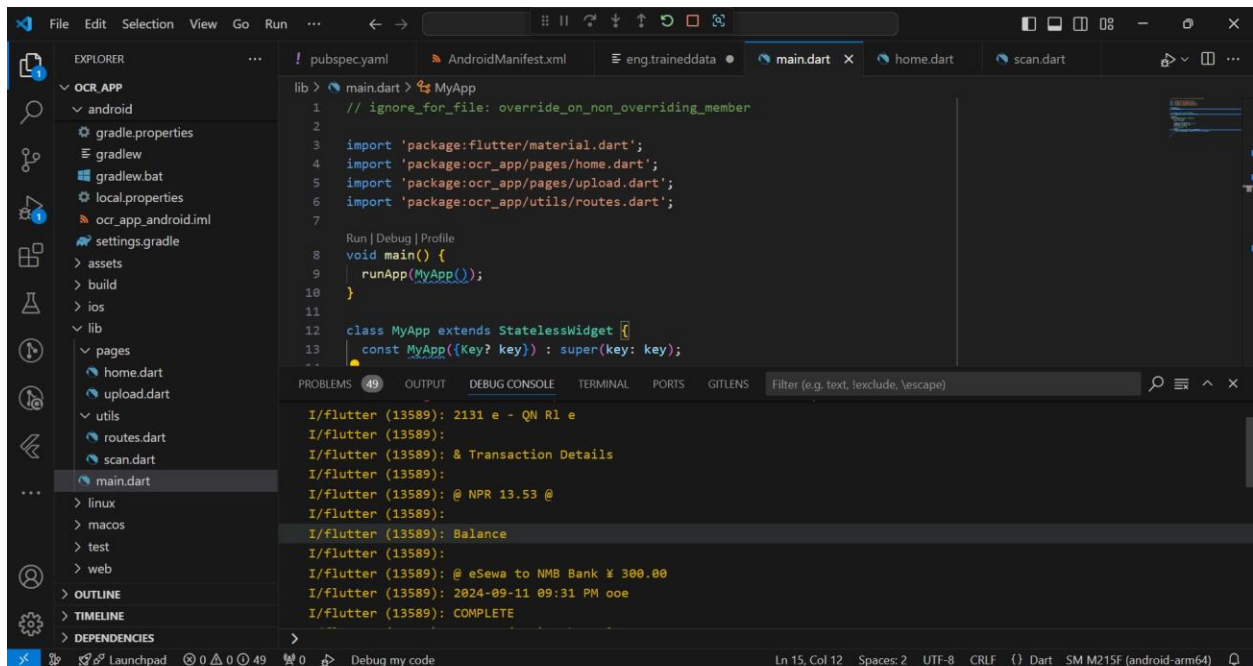 File Edit Selection View Go Run ...
EXPLORER ...
OCR_APP
android
gradle.properties
gradlew
gradlew.bat
local.properties
ocr_app_android.iml
settings.gradle
assets
build
ios
lib
pages
home.dart
upload.dart
utils
routes.dart
scan.dart
main.dart
linux
macos
test
web
OUTLINE
TIMELINE
DEPENDENCIES
pubspec.yaml AndroidManifest.xml eng.traineddata main.dart home.dart scan.dart
lib > main.dart > MyApp
1 // ignore_for_file: override_on_non_overriding_member
2
3 import 'package:flutter/material.dart';
4 import 'package:ocr_app/pages/home.dart';
5 import 'package:ocr_app/pages/upload.dart';
6 import 'package:ocr_app/utils/routes.dart';
7
Run | Debug | Profile
8 void main() {
9 runApp(MyApp());
10 }
11
12 class MyApp extends StatelessWidget {
13 const MyApp({Key? key}) : super(key: key);
PROBLEMS 49 OUTPUT DEBUG CONSOLE TERMINAL PORTS GITLENS Filter (e.g. text, !exclude, \escape)
I/flutter (13589): 2131 e - QN Rl e
I/flutter (13589):
I/flutter (13589): & Transaction Details
I/flutter (13589):
I/flutter (13589): @ NPR 13.53 @
I/flutter (13589):
I/flutter (13589): Balance
I/flutter (13589):
I/flutter (13589): @ eSewa to NMB Bank ¥ 300.00
I/flutter (13589): 2024-09-11 09:31 PM ooe
I/flutter (13589): COMPLETE
>
Launchpad 0 0 49 0 Debug my code Ln 15, Col 12 Spaces: 2 UTF-8 CRLF {} Dart SM M215F (android-arm64)